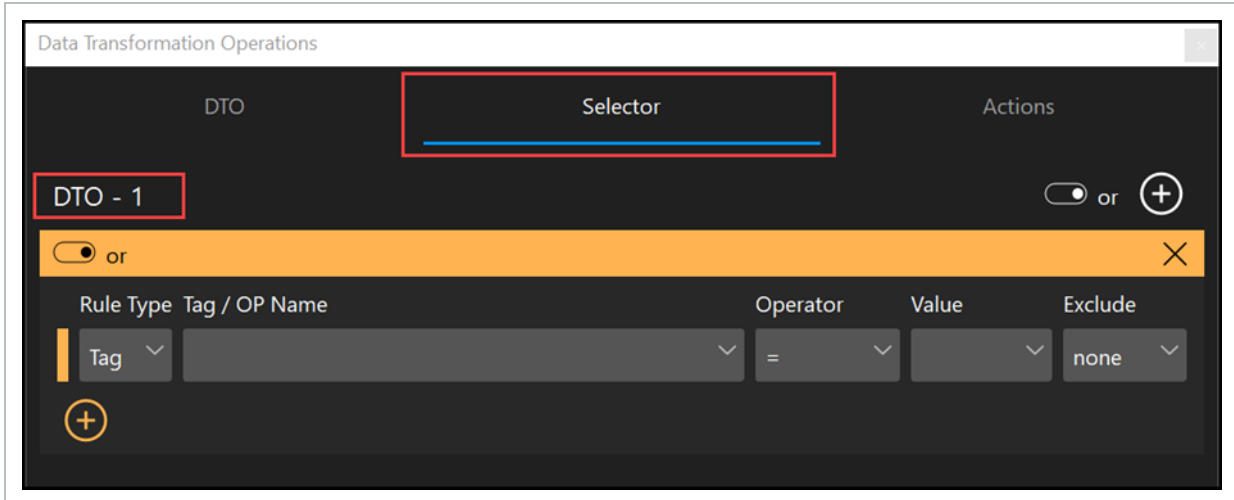 Data Transformation Operations
DTO Selector Actions
DTO - 1 or
or
Rule Type Tag / OP Name Operator Value Exclude
Tag = none